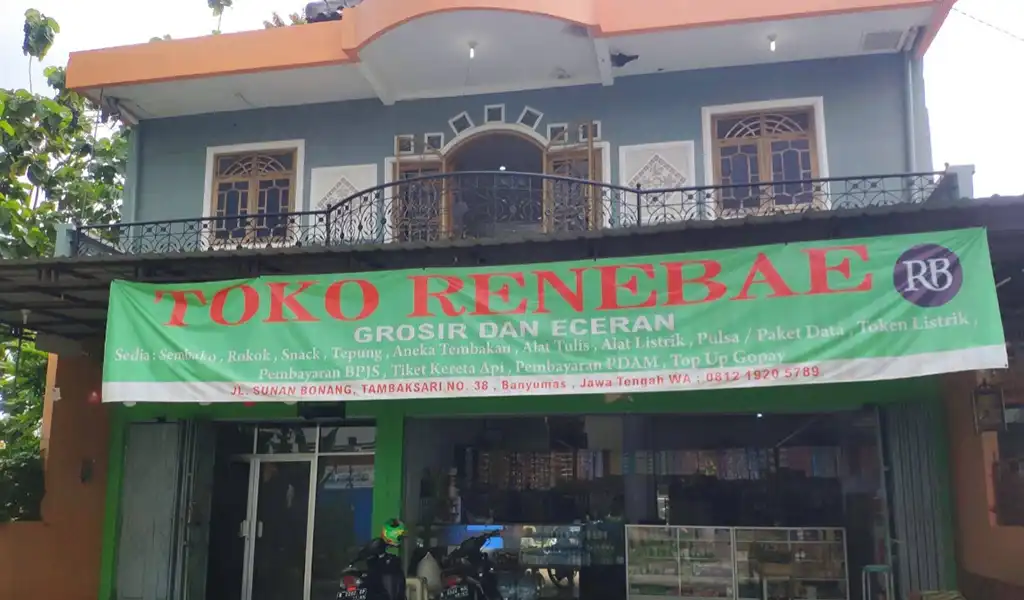 TOKO RENEBAE
RB
GROSIR DAN ECERAN
Sedia : Sembako , Rokok , Snack , Tepung , Aneka Tembakau , Alat Tulis , Alat Listrik , Pulsa / Paket Data , Token Listrik ,
Pembayaran BPJS , Tiket Kereta Api , Pembayaran PDAM , Top Up Gopay
JL. SUNAN BONANG, TAMBAKSARI NO. 38 , Banyumas , Jawa Tengah WA : 0812 1920 5789